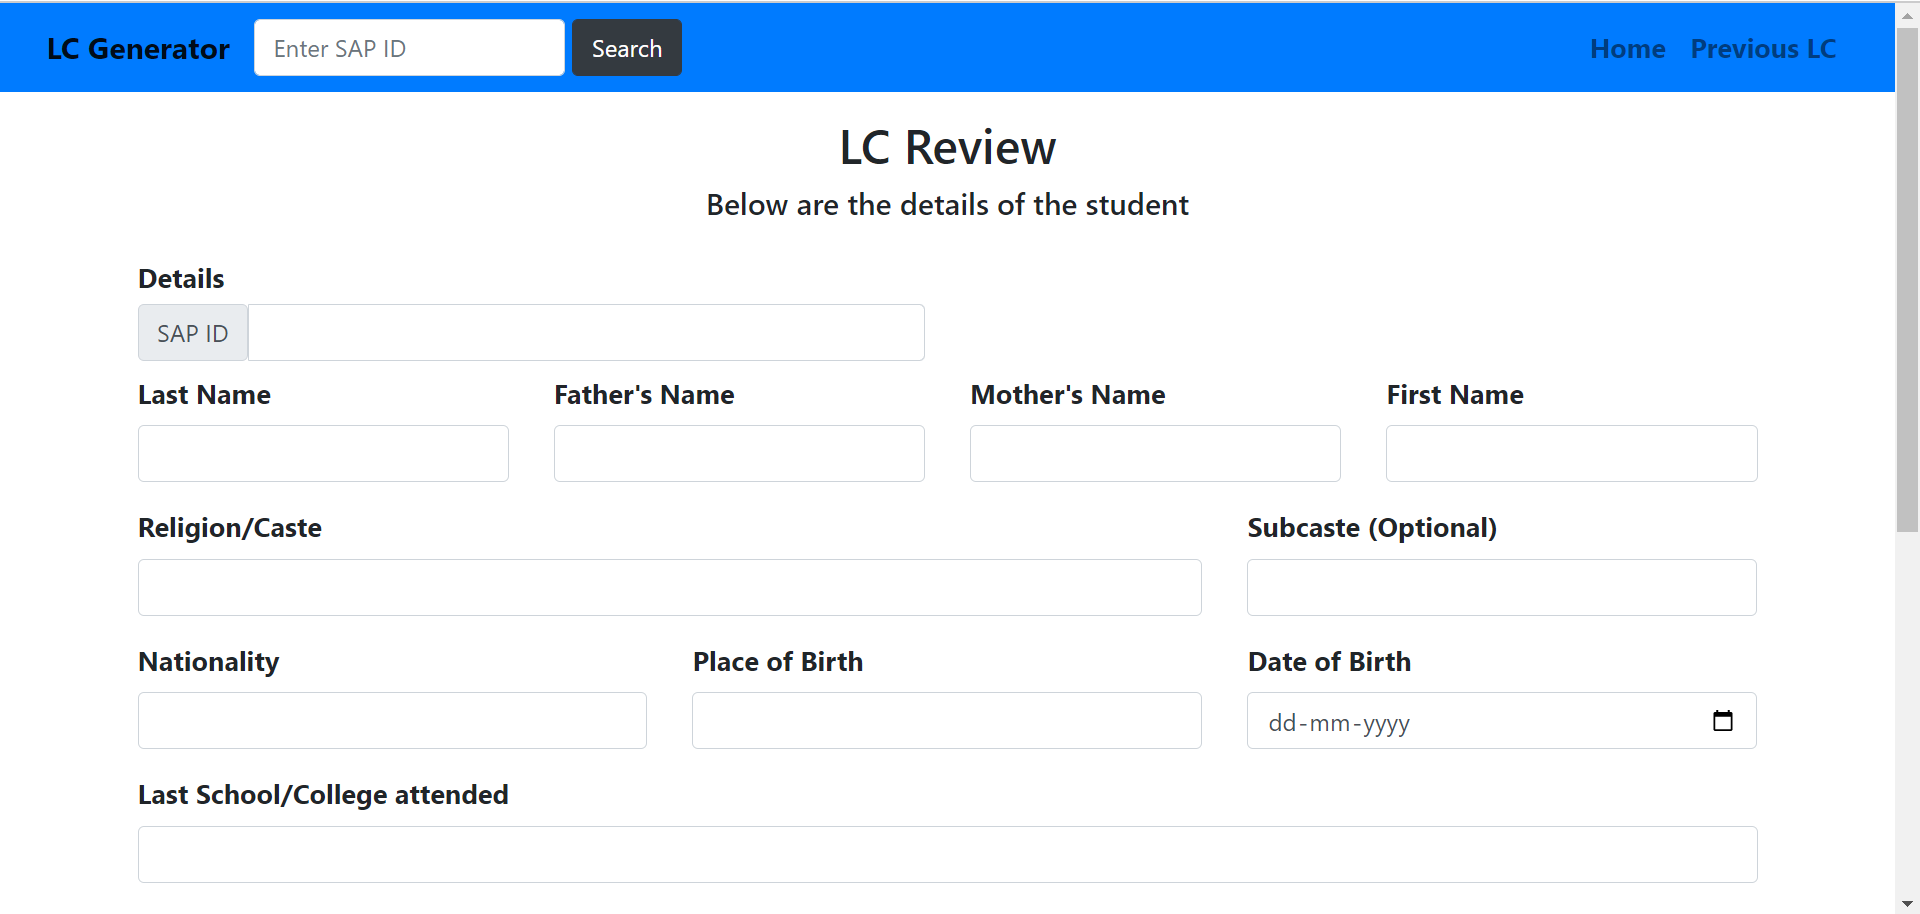 LC Generator Enter SAP ID Search Home Previous LC
LC Review
Below are the details of the student
Details
SAP ID
Last Name Father's Name Mother's Name First Name
Religion/Caste Subcaste (Optional)
Nationality Place of Birth Date of Birth
dd-mm-yyyy
Last School/College attended